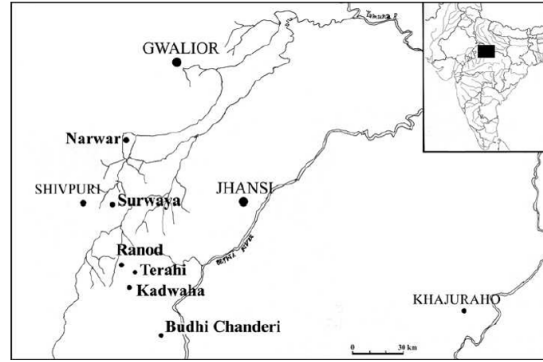 GWALIOR
Narwar
SHIVPURI
Surwaya
JHANSI
Ranod
Terahi
Kadwaha
KHAJURAHO
Budhi Chanderi
0 30 km